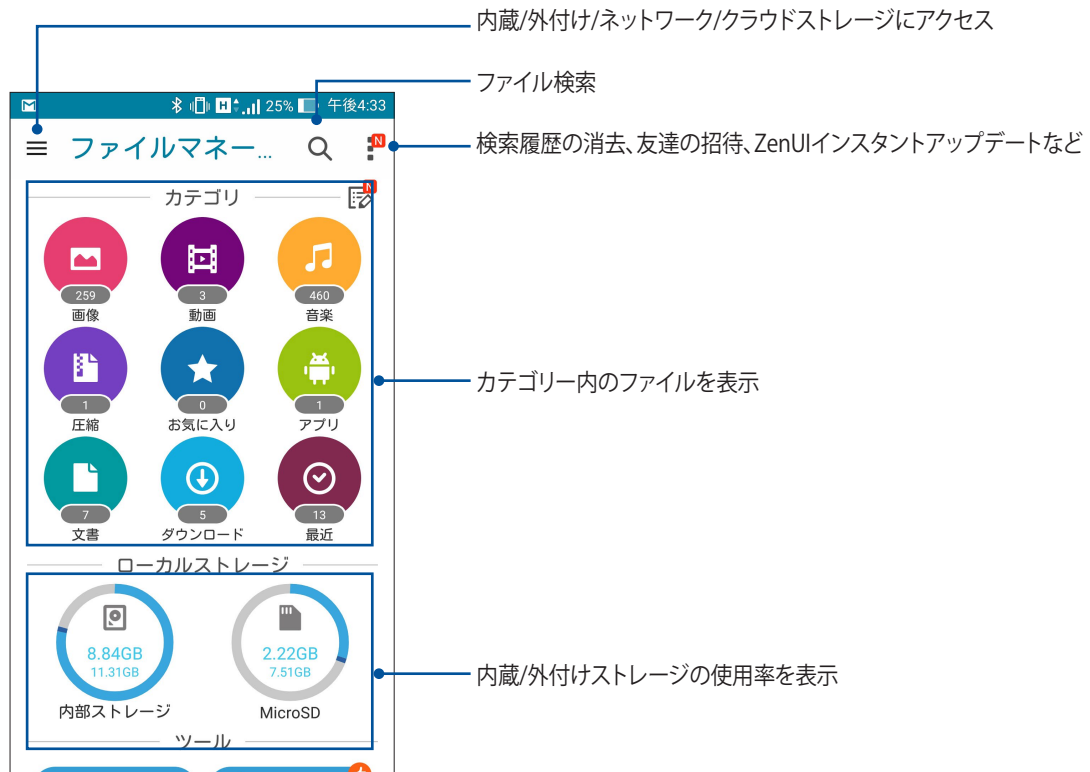 内蔵/外付け/ネットワーク/クラウドストレージにアクセス
ファイル検索
25% 午後4:33
ファイルマネー...
N
検索履歴の消去、友達の招待、ZenUIインスタントアップデートなど
カテゴリ
N
259 3 460
画像 動画 音楽
1 0 1
圧縮 お気に入り アプリ
カテゴリー内のファイルを表示
7 5 13
文書 ダウンロード 最近
ローカルストレージ
8.84GB 2.22GB
11.31GB 7.51GB
内部ストレージ MicroSD
内蔵/外付けストレージの使用率を表示
ツール